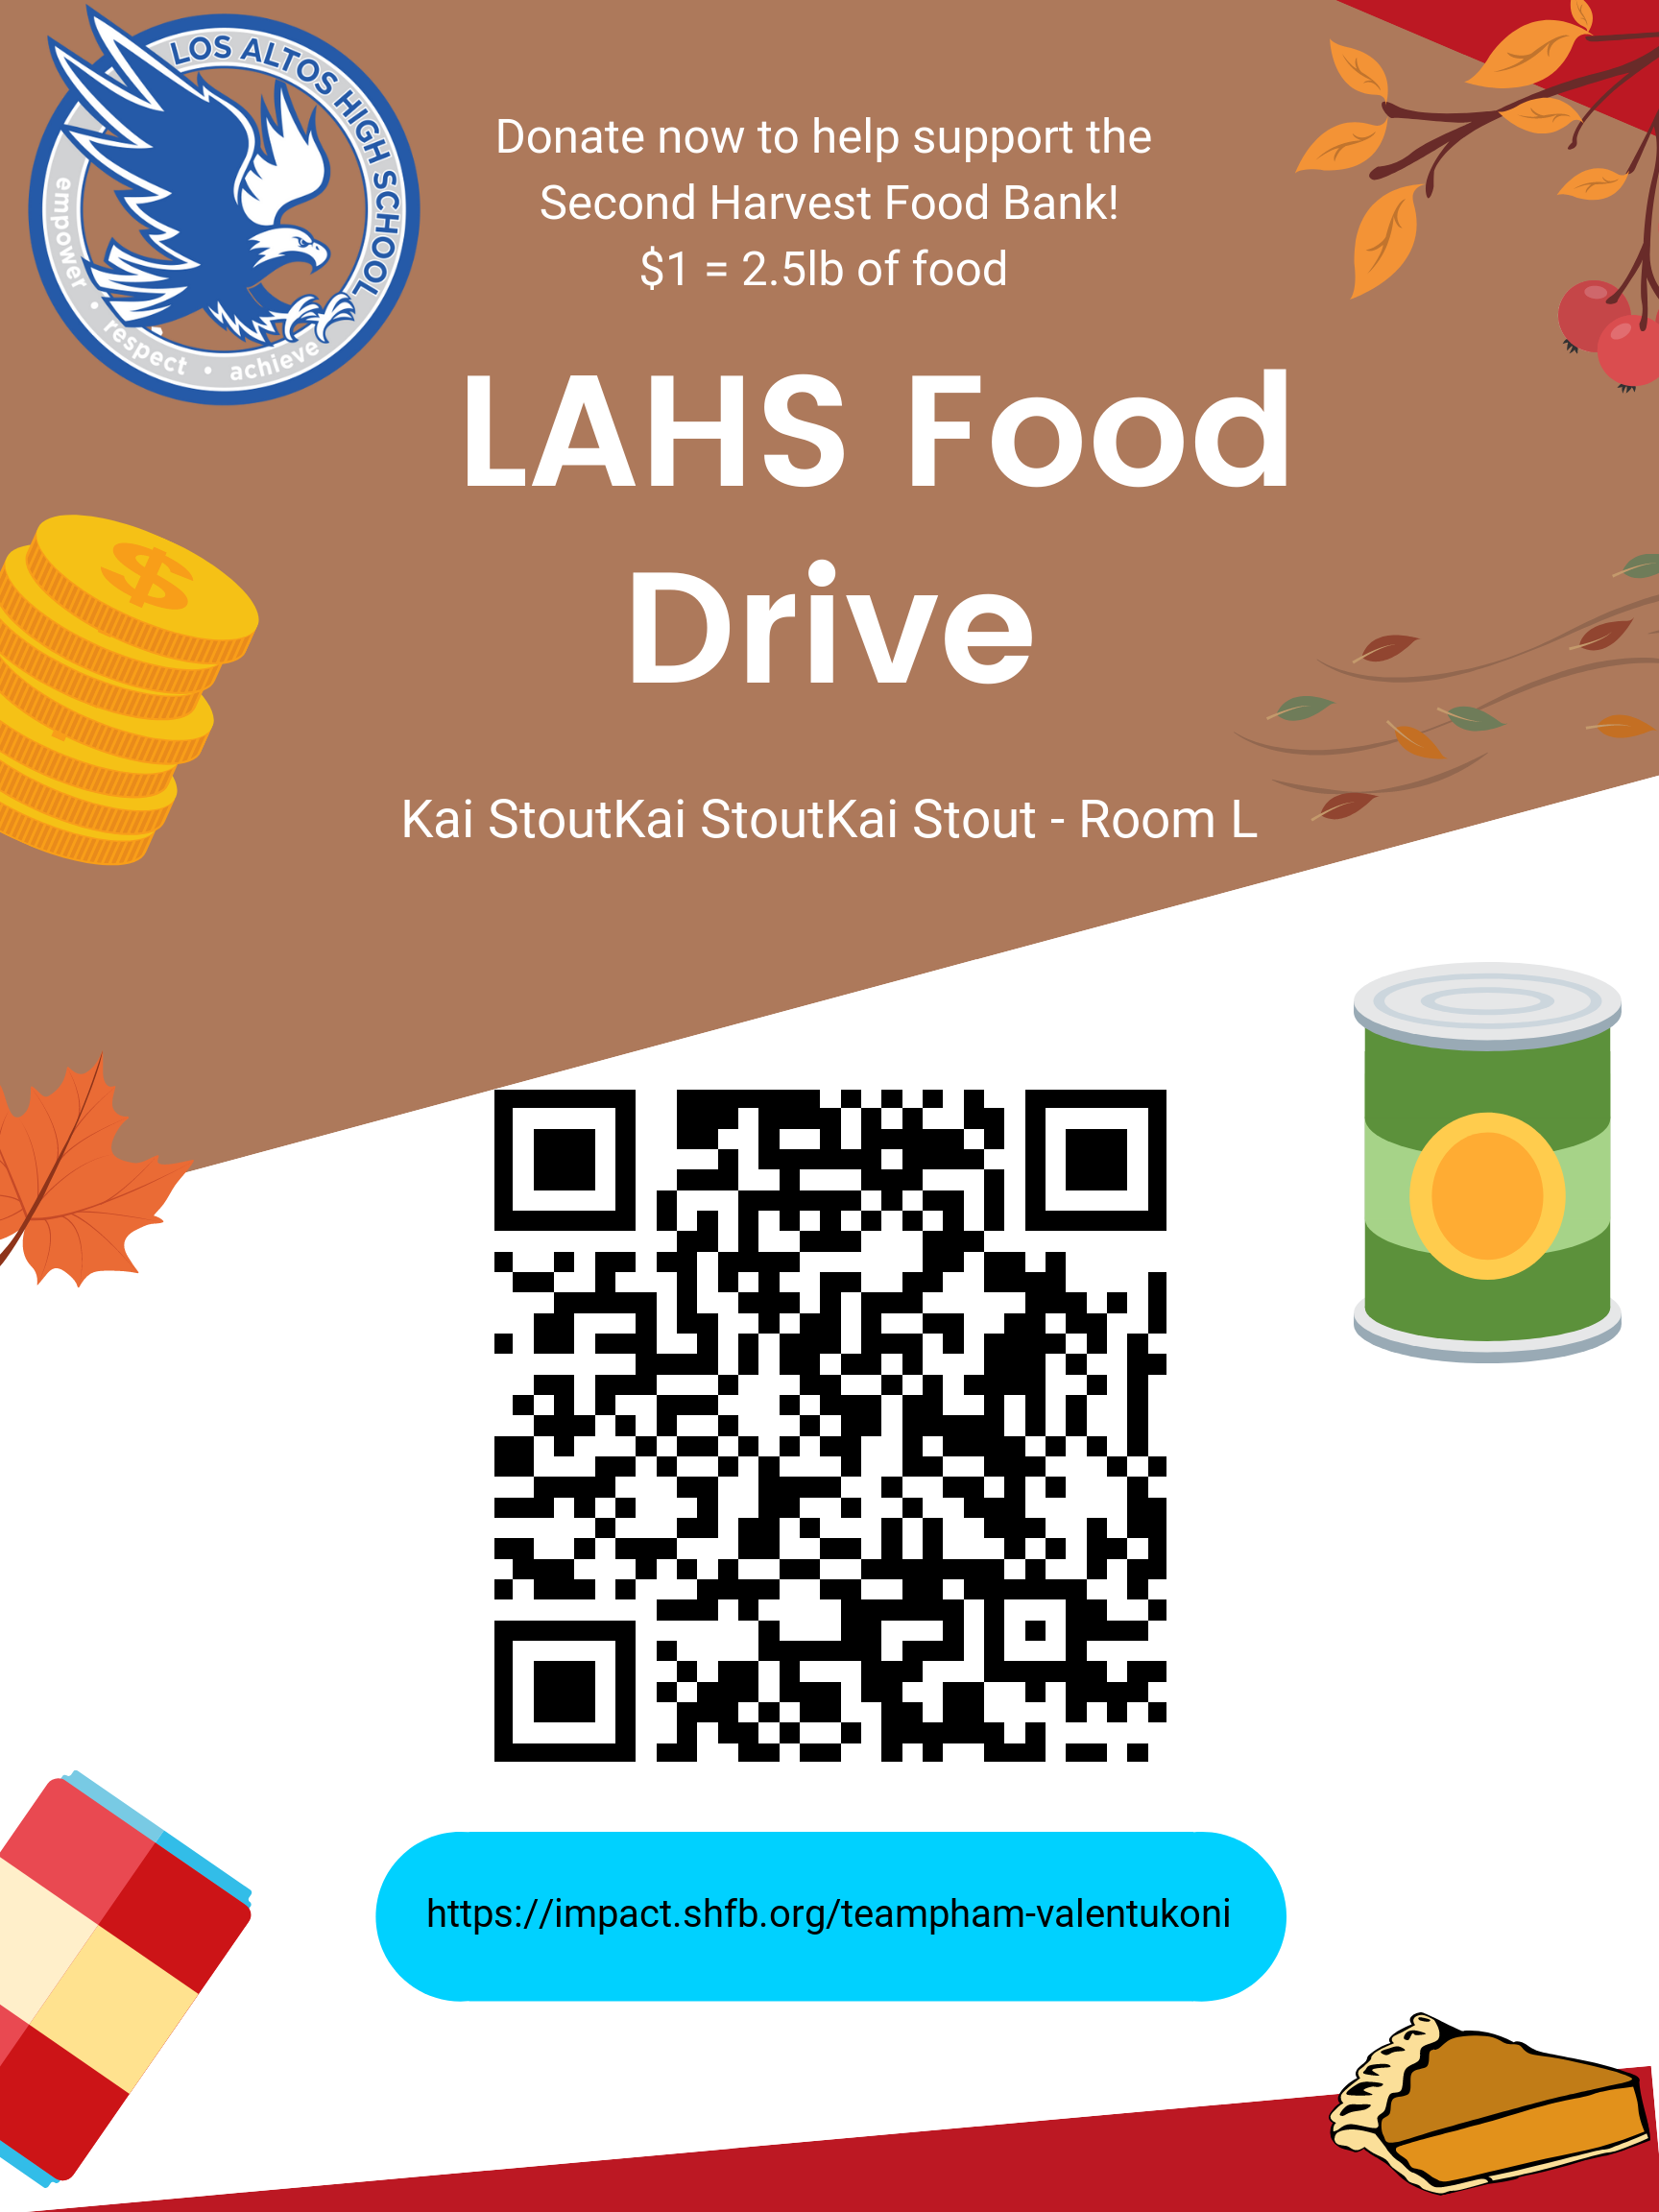 LOS ALTOS HIGH SCHOOL
empower • respect • achieve
Donate now to help support the
Second Harvest Food Bank!
$1 = 2.5lb of food
LAHS Food
Drive
$
Kai StoutKai StoutKai Stout - Room L
https://impact.shfb.org/teampham-valentukoni